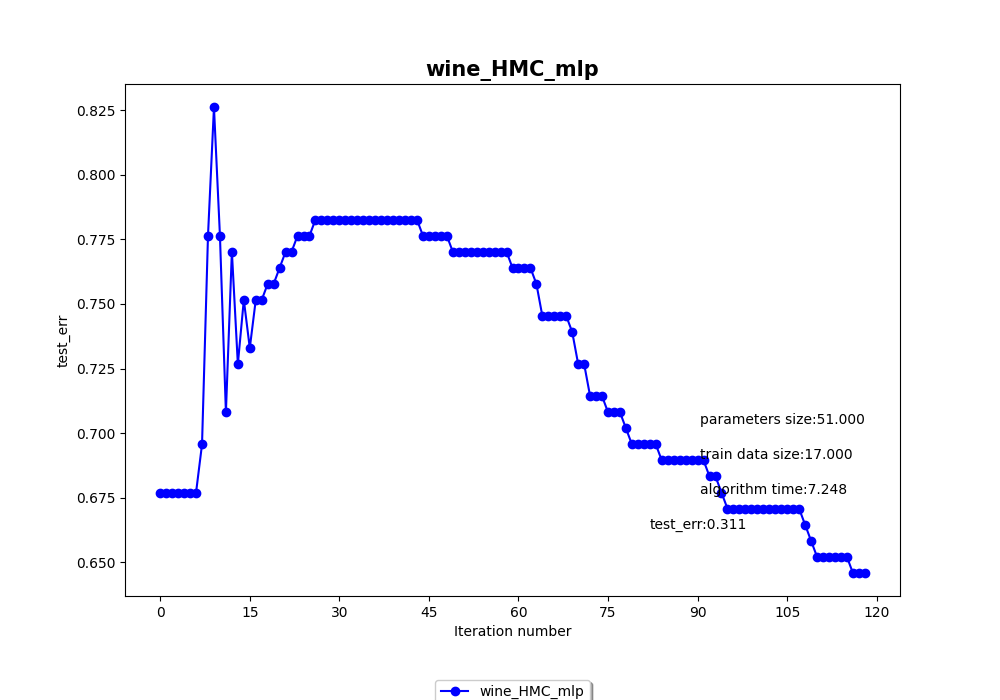 wine_HMC_mlp
0.825
0.800
0.775
0.750
0.725
0.700
0.675
0.650
test_err
parameters size:51.000
train data size:17.000
algorithm time:7.248
test_err:0.311
0 15 30 45 60 75 90 105 120
Iteration number
wine_HMC_mlp